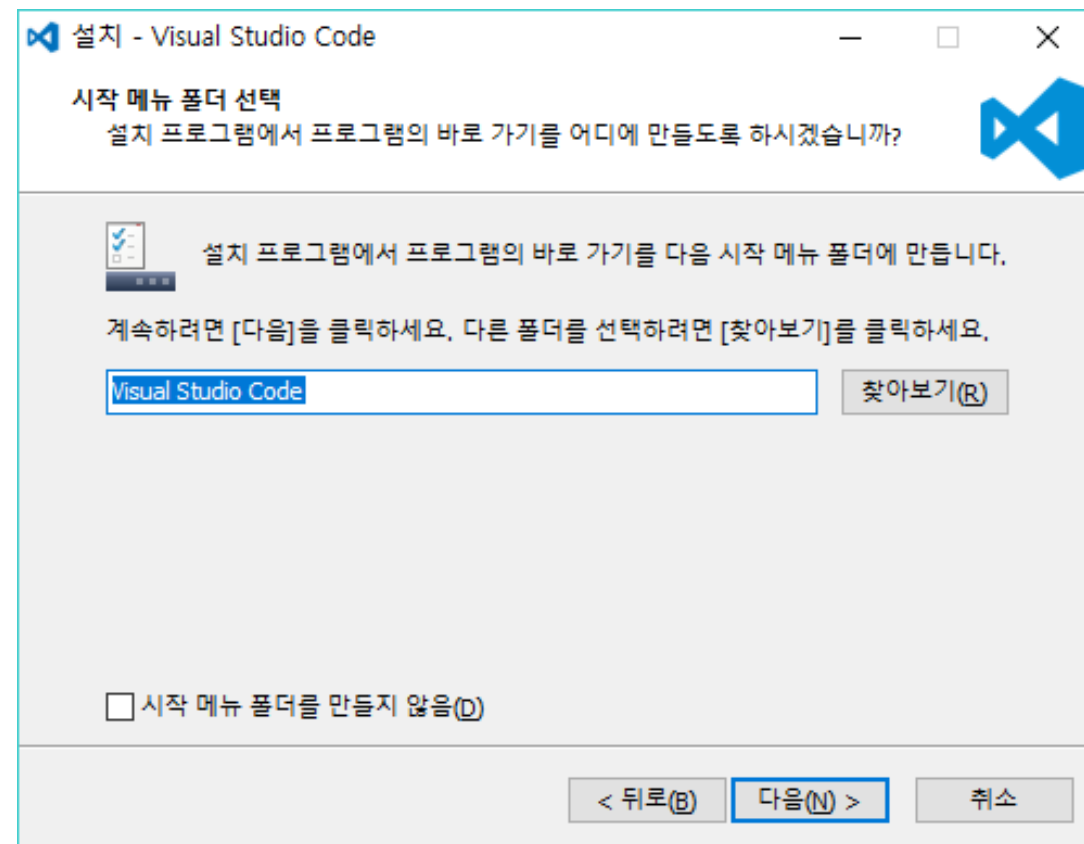 설치 - Visual Studio Code
시작 메뉴 폴더 선택
설치 프로그램에서 프로그램의 바로 가기를 어디에 만들도록 하시겠습니까?
설치 프로그램에서 프로그램의 바로 가기를 다음 시작 메뉴 폴더에 만듭니다.
계속하려면 [다음]을 클릭하세요. 다른 폴더를 선택하려면 [찾아보기]를 클릭하세요.
Visual Studio Code 찾아보기(R)
시작 메뉴 폴더를 만들지 않음(D)
< 뒤로(B) 다음(N) > 취소